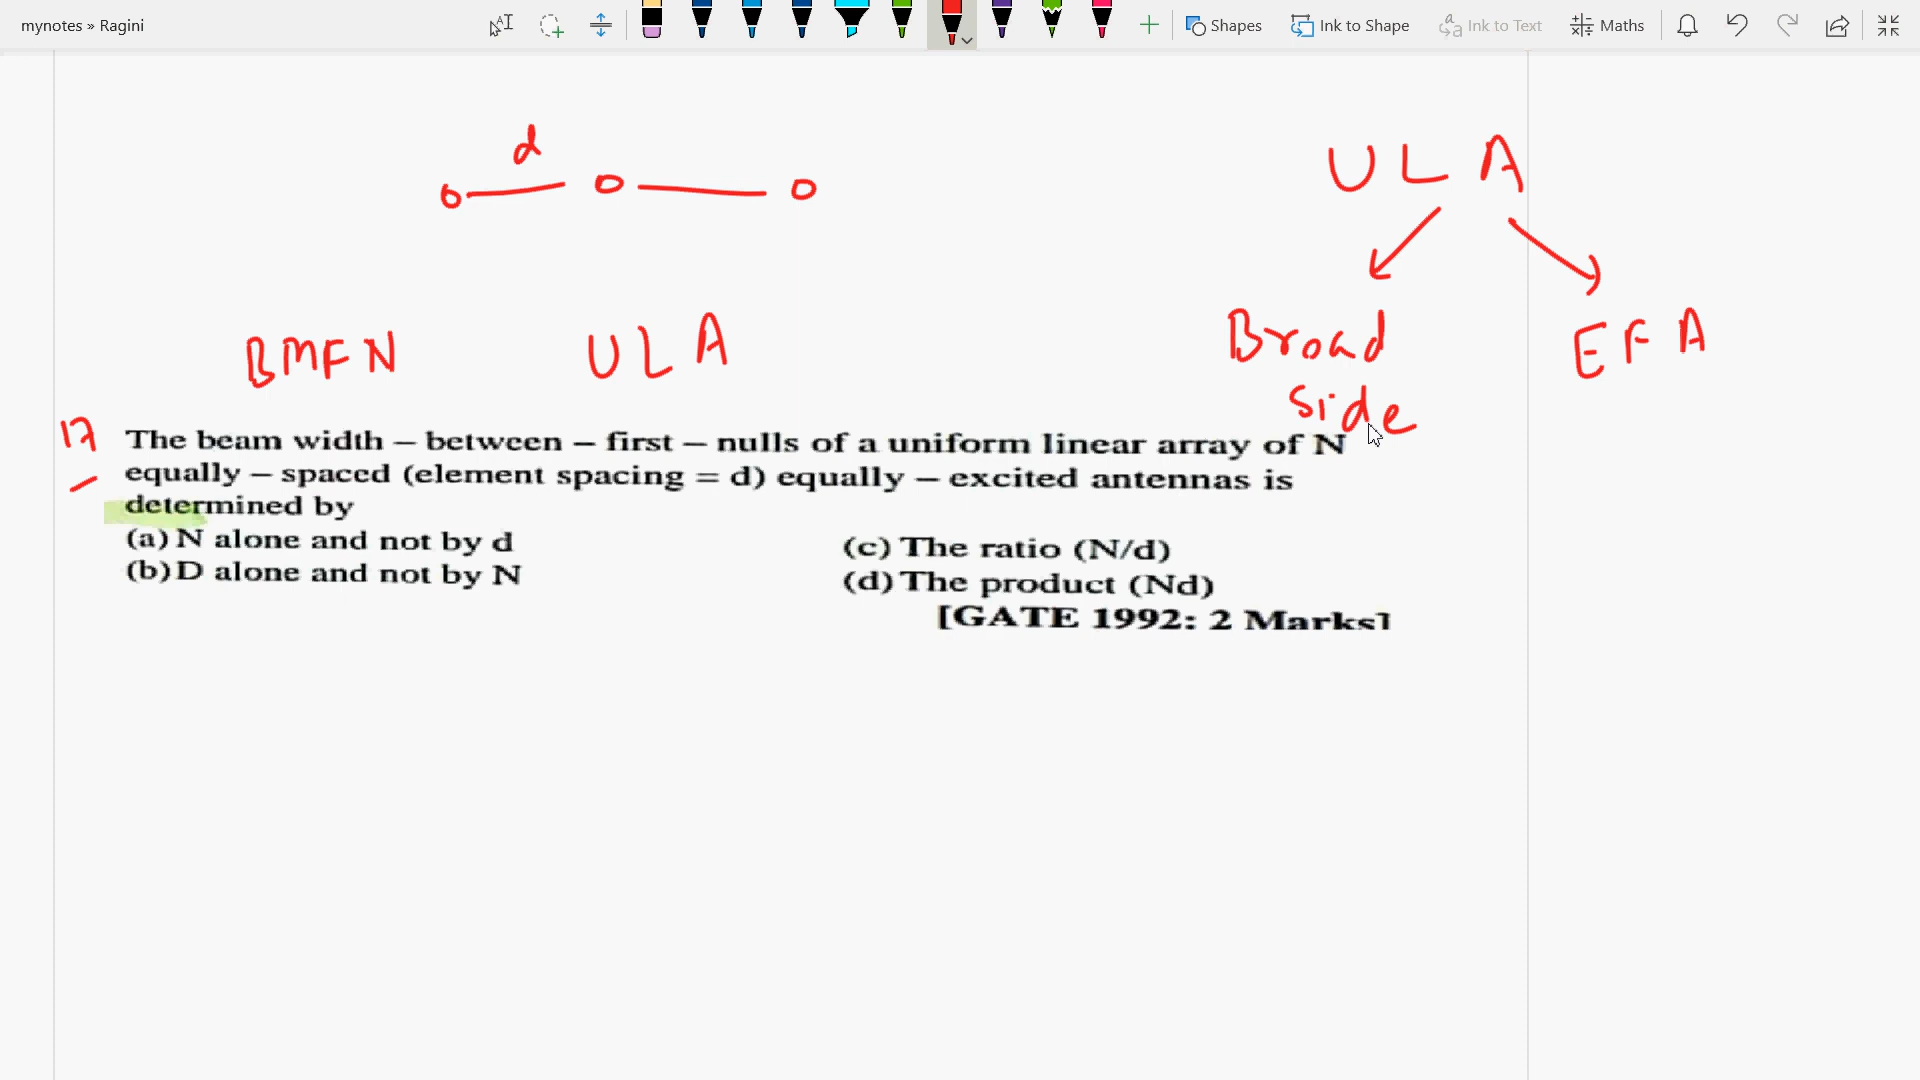 mynotes » Ragini
Shapes
Ink to Shape
Ink to Text
Maths
d
ULA
BMFN
ULA
Broad
side
EFA
17
The beam width – between – first – nulls of a uniform linear array of N
equally – spaced (element spacing = d) equally – excited antennas is
determined by
(a) N alone and not by d
(b) D alone and not by N
(c) The ratio (N/d)
(d) The product (Nd)
[GATE 1992: 2 Marks]